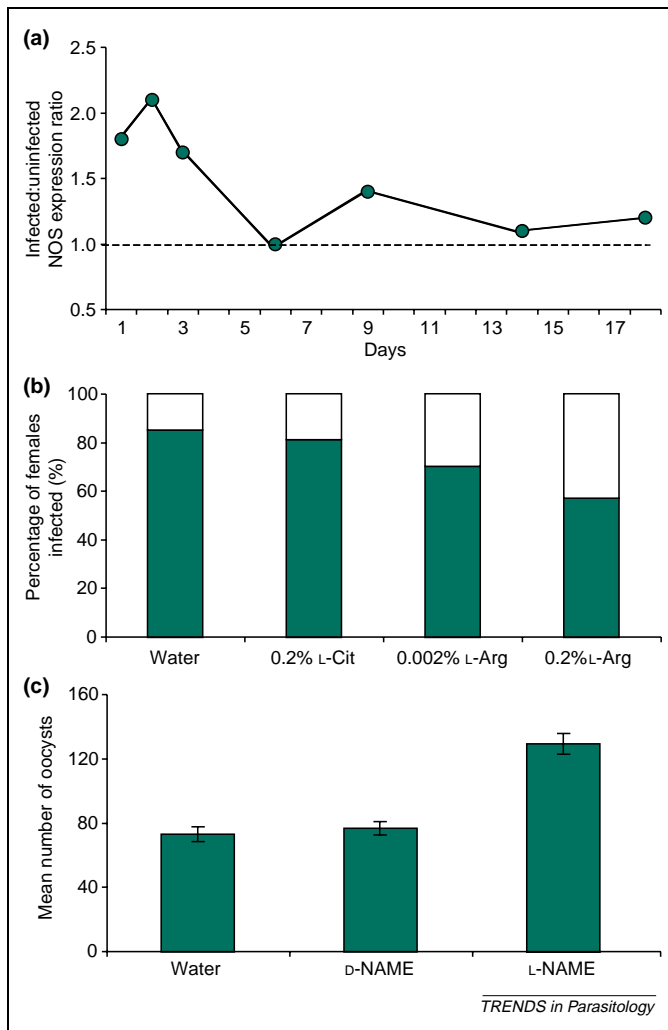 (a)
2.5
2.0
1.5
1.0
0.5
Infected:uninfected
NOS expression ratio
1 3 5 7 9 11 13 15 17
Days
(b)
100
80
60
40
20
0
Percentage of females
infected (%)
Water 0.2% L-Cit 0.002% L-Arg 0.2%L-Arg
(c)
160
120
80
40
0
Mean number of oocysts
Water D-NAME L-NAME
TRENDS in Parasitology